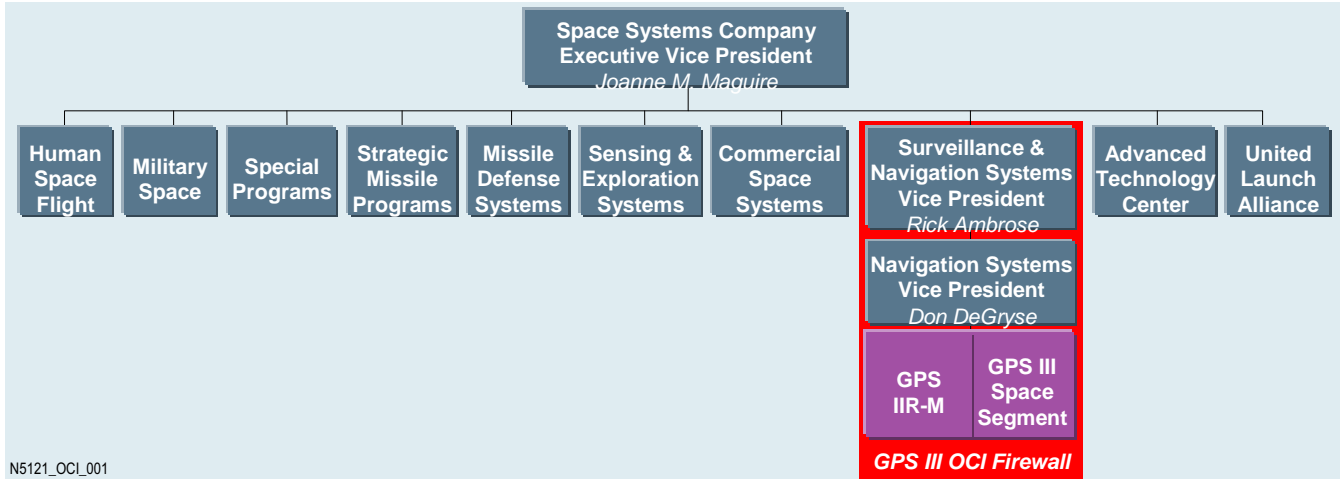 Space Systems Company
Executive Vice President
Joanne M. Maguire
Human
Space
Flight
Military
Space
Special
Programs
Strategic
Missile
Programs
Missile
Defense
Systems
Sensing &
Exploration
Systems
Commercial
Space
Systems
Surveillance &
Navigation Systems
Vice President
Rick Ambrose
Advanced
Technology
Center
United
Launch
Alliance
Navigation Systems
Vice President
Don DeGryse
GPS
IIR-M
GPS III
Space
Segment
GPS III OCI Firewall
N5121_OCI_001